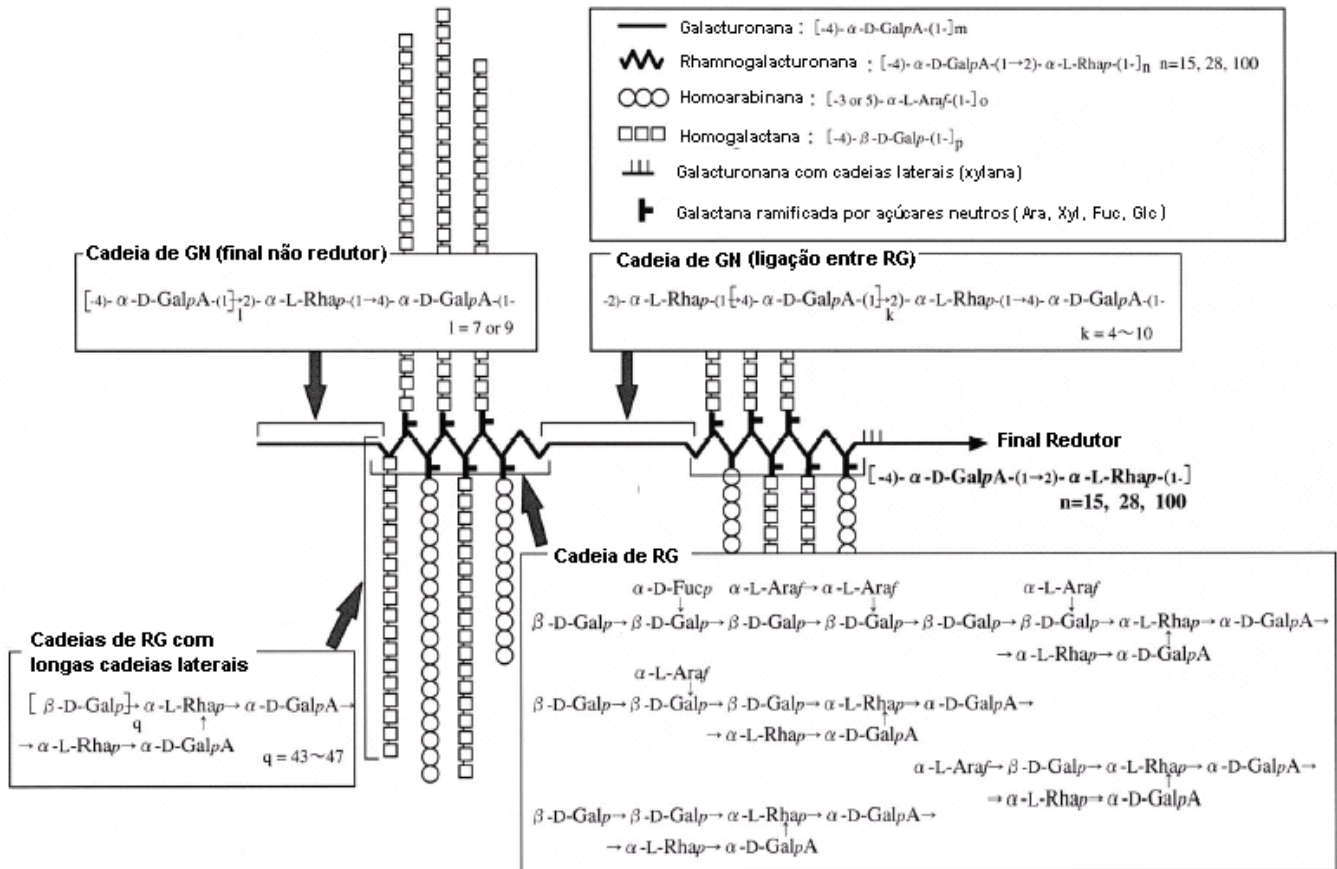 Galacturonana : [-4)-α-D-GalpA-(1-]m
Rhamnogalacturonana : [-4)-α-D-GalpA-(1→2)-α-L-Rhap-(1-]n n=15, 28, 100
Homoarabinana : [-3 or 5)-α-L-Araf-(1-]o
Homogalactana : [-4)-β-D-Galp-(1-]p
Galacturonana com cadeias laterais (xylana)
Galactana ramificada por açúcares neutros ( Ara, Xyl, Fuc, Glc )
Cadeia de GN (final não redutor)
[-4)-α-D-GalpA-(1]→2)-α-L-Rhap-(1→4)-α-D-GalpA-(1-
l
l = 7 or 9
Cadeia de GN (ligação entre RG)
-2)-α-L-Rhap-(1[→4)-α-D-GalpA-(1]→2)-α-L-Rhap-(1→4)-α-D-GalpA-(1-
k
k = 4～10
Final Redutor
[-4)-α-D-GalpA-(1→2)-α-L-Rhap-(1-]
n=15, 28, 100
Cadeias de RG com
longas cadeias laterais
[β-D-Galp]→α-L-Rhap→α-D-GalpA→
q ↑
→α-L-Rhap→α-D-GalpA
q = 43～47
Cadeia de RG
α-D-Fucp α-L-Araf→α-L-Araf α-L-Araf
↓ ↓ ↓
β-D-Galp→β-D-Galp→β-D-Galp→β-D-Galp→β-D-Galp→β-D-Galp→α-L-Rhap→α-D-GalpA→
↑
→α-L-Rhap→α-D-GalpA
α-L-Araf
↓
β-D-Galp→β-D-Galp→β-D-Galp→α-L-Rhap→α-D-GalpA→
↑
→α-L-Rhap→α-D-GalpA
α-L-Araf→β-D-Galp→α-L-Rhap→α-D-GalpA→
↑
→α-L-Rhap→α-D-GalpA
β-D-Galp→β-D-Galp→α-L-Rhap→α-D-GalpA→
↑
→α-L-Rhap→α-D-GalpA